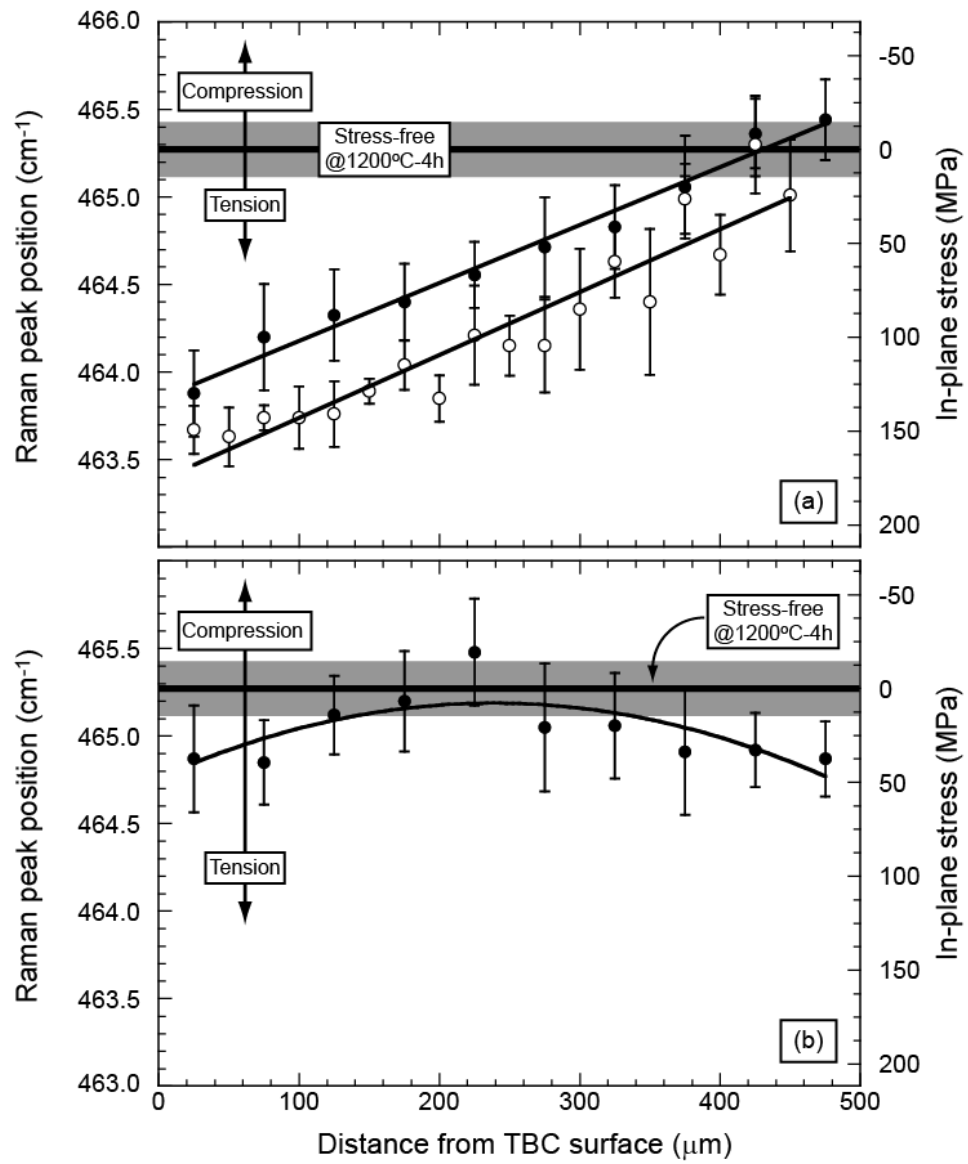 466.0
465.5
465.0
464.5
464.0
463.5
Raman peak position (cm-1)
Compression
Stress-free
@1200ºC-4h
Tension
-50
0
50
100
150
200
In-plane stress (MPa)
(a)
465.5
465.0
464.5
464.0
463.5
463.0
Raman peak position (cm-1)
Compression
Stress-free
@1200ºC-4h
Tension
-50
0
50
100
150
200
In-plane stress (MPa)
(b)
0
100
200
300
400
500
Distance from TBC surface (μm)